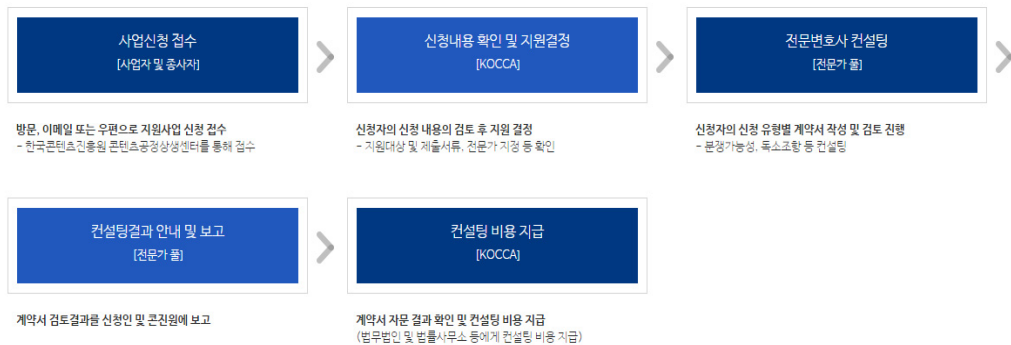 사업신청 접수
[사업자 및 종사자]
방문, 이메일 또는 우편으로 지원사업 신청 접수
- 한국콘텐츠진흥원 콘텐츠공정상생센터를 통해 접수
신청내용 확인 및 지원결정
[KOCCA]
신청자의 신청 내용의 검토 후 지원 결정
- 지원대상 및 제출서류, 전문가 지정 등 확인
전문변호사 컨설팅
[전문가 풀]
신청자의 신청 유형별 계약서 작성 및 검토 진행
- 분쟁가능성, 독소조항 등 컨설팅
컨설팅결과 안내 및 보고
[전문가 풀]
계약서 검토결과를 신청인 및 콘진원에 보고
컨설팅 비용 지급
[KOCCA]
계약서 자문 결과 확인 및 컨설팅 비용 지급
(법무법인 및 법률사무소 등에게 컨설팅 비용 지급)